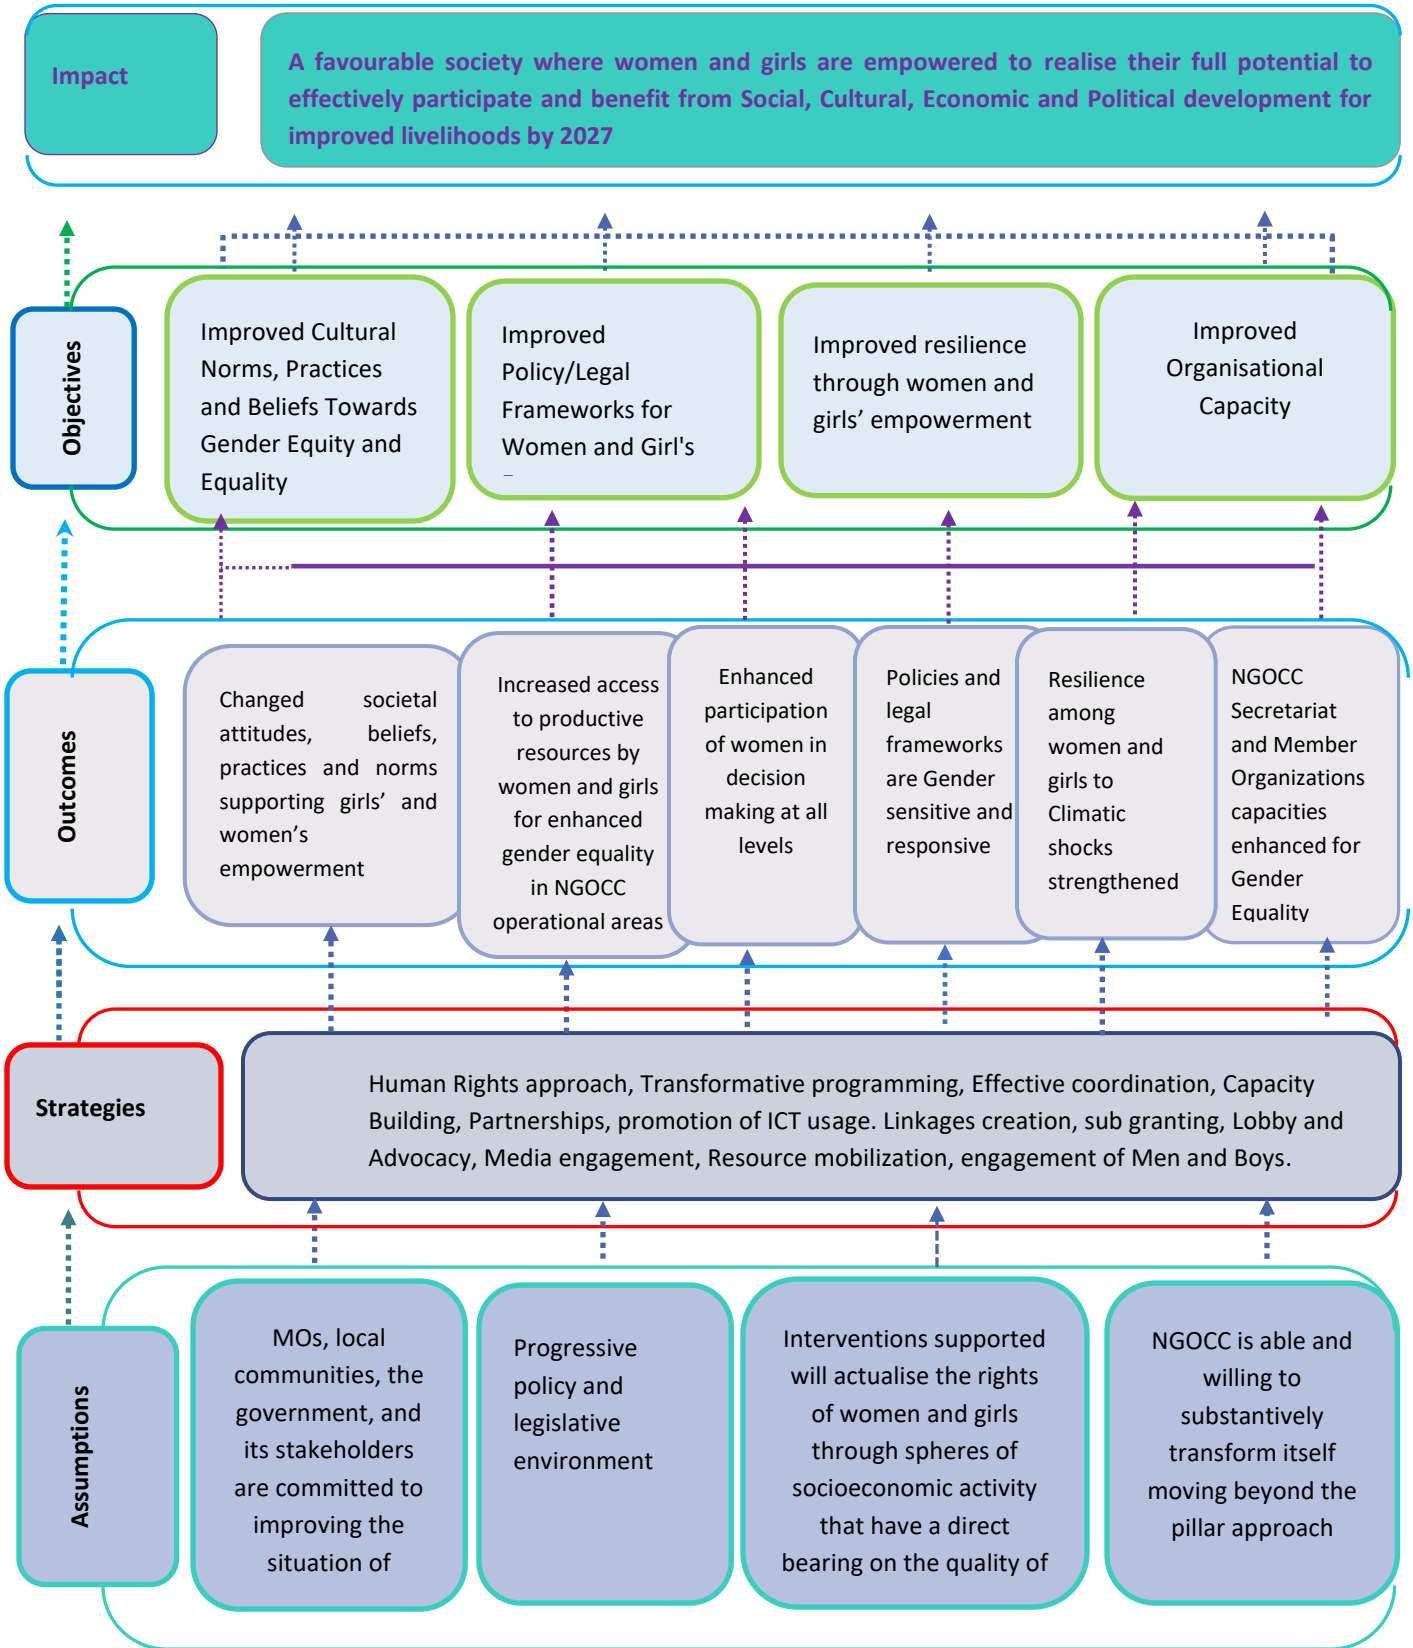 Impact
A favourable society where women and girls are empowered to realise their full potential to
effectively participate and benefit from Social, Cultural, Economic and Political development for
improved livelihoods by 2027
Objectives
Improved Cultural
Norms, Practices
and Beliefs Towards
Gender Equity and
Equality
Improved
Policy/Legal
Frameworks for
Women and Girl's
Improved resilience
through women and
girls’ empowerment
Improved
Organisational
Capacity
Outcomes
Changed societal
attitudes, beliefs,
practices and norms
supporting girls’ and
women’s
empowerment
Increased access
to productive
resources by
women and girls
for enhanced
gender equality
in NGOCC
operational areas
Enhanced
participation
of women in
decision
making at all
levels
Policies and
legal
frameworks
are Gender
sensitive and
responsive
Resilience
among
women and
girls to
Climatic
shocks
strengthened
NGOCC
Secretariat
and Member
Organizations
capacities
enhanced for
Gender
Equality
Strategies
Human Rights approach, Transformative programming, Effective coordination, Capacity
Building, Partnerships, promotion of ICT usage. Linkages creation, sub granting, Lobby and
Advocacy, Media engagement, Resource mobilization, engagement of Men and Boys.
Assumptions
MOs, local
communities, the
government, and
its stakeholders
are committed to
improving the
situation of
Progressive
policy and
legislative
environment
Interventions supported
will actualise the rights
of women and girls
through spheres of
socioeconomic activity
that have a direct
bearing on the quality of
NGOCC is able and
willing to
substantively
transform itself
moving beyond the
pillar approach